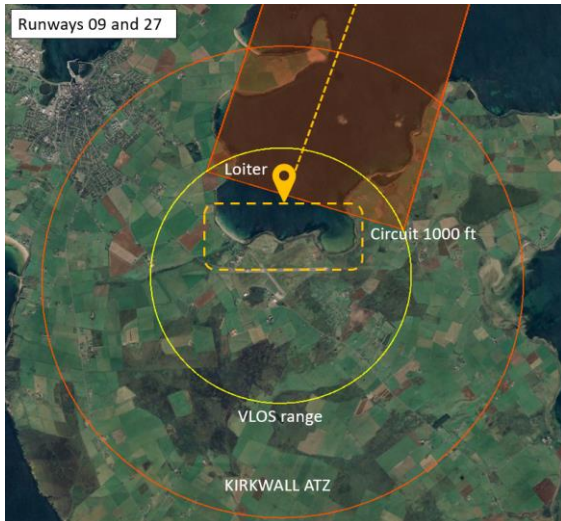 Runways 09 and 27
Loiter
Circuit 1000 ft
VLOS range
KIRKWALL ATZ